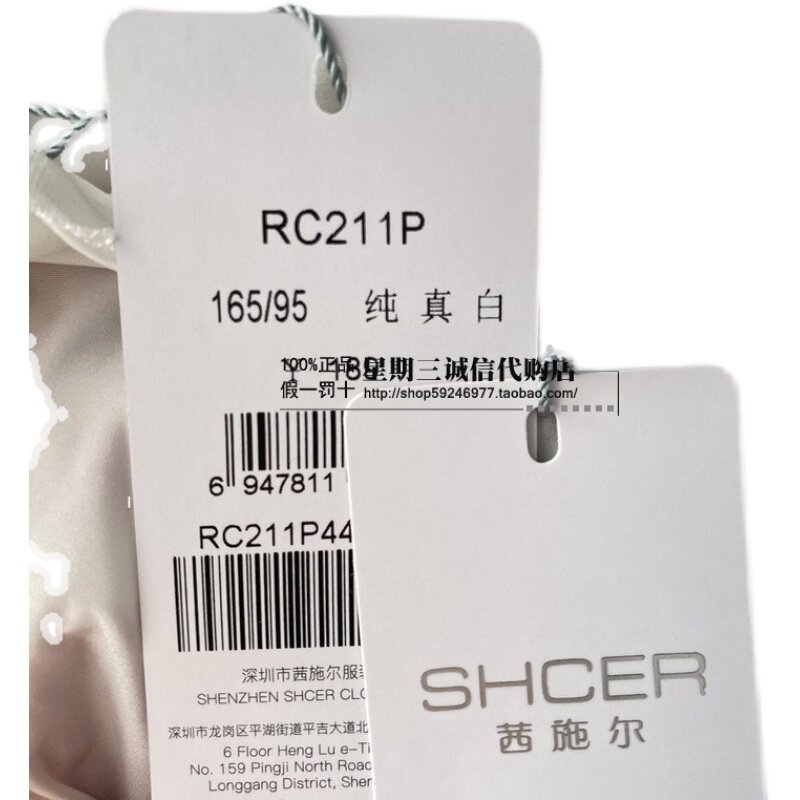 RC211P
165/95 纯真白
100%正品 星期三诚信代购店
假一罚十 http://shop59246977.taobao.com/
6 947811
RC211P44
深圳市茜施尔服装
SHENZHEN SHCER CLO
深圳市龙岗区平湖街道平吉大道北
6 Floor Heng Lu e-Ti
No. 159 Pingji North Road
Longgang District, Shen
SHCER
茜施尔